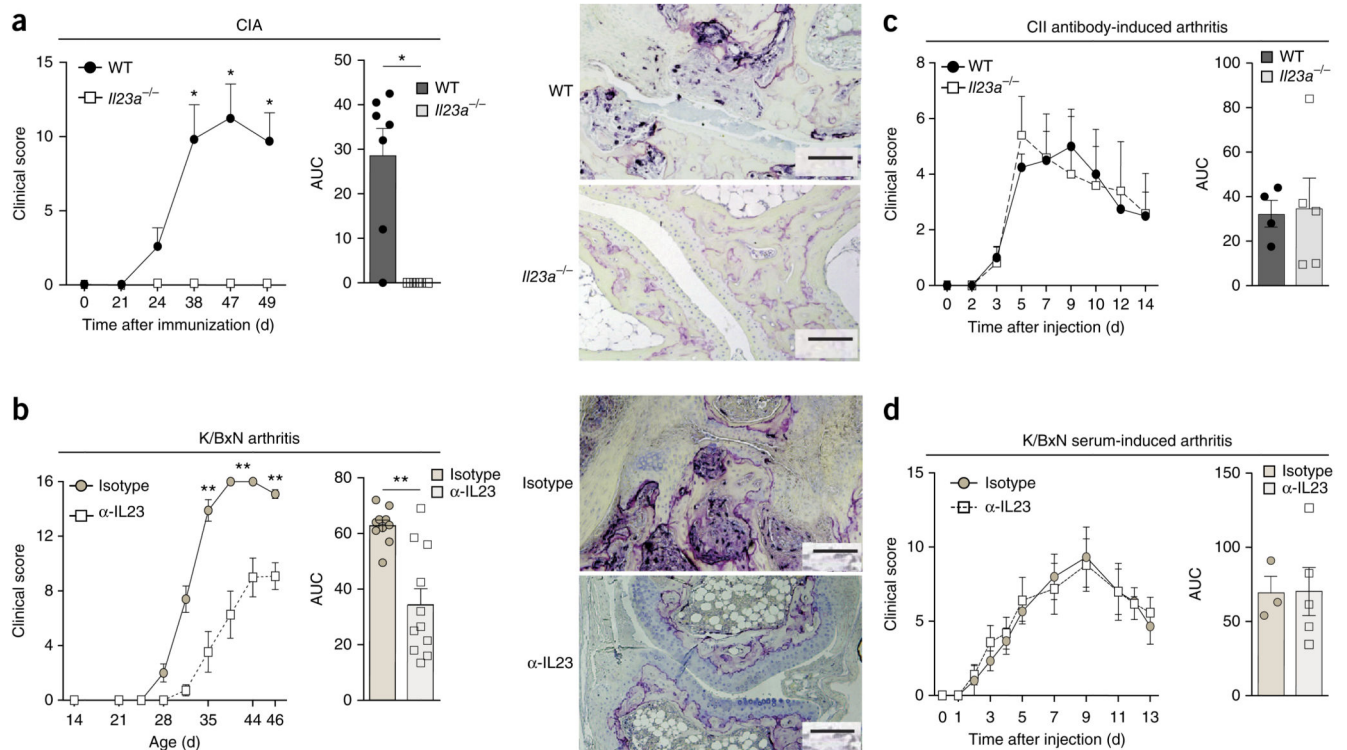 a
CIA
15
10
5
0
Clinical score
WT
Il23a−/−
*
*
*
0 21 24 38 47 49
Time after immunization (d)
50
40
30
20
10
0
AUC
*
WT
Il23a−/−
WT
Il23a−/−
c
CII antibody-induced arthritis
8
6
4
2
0
Clinical score
WT
Il23a−/−
0 2 3 5 7 9 10 12 14
Time after injection (d)
100
80
60
40
20
0
AUC
WT
Il23a−/−
b
K/BxN arthritis
16
12
8
4
0
Clinical score
Isotype
α-IL23
**
**
**
14 21 28 35 44 46
Age (d)
80
60
40
20
0
AUC
**
Isotype
α-IL23
Isotype
α-IL23
d
K/BxN serum-induced arthritis
15
10
5
0
Clinical score
Isotype
α-IL23
0 1 3 5 7 9 11 13
Time after injection (d)
150
100
50
0
AUC
Isotype
α-IL23